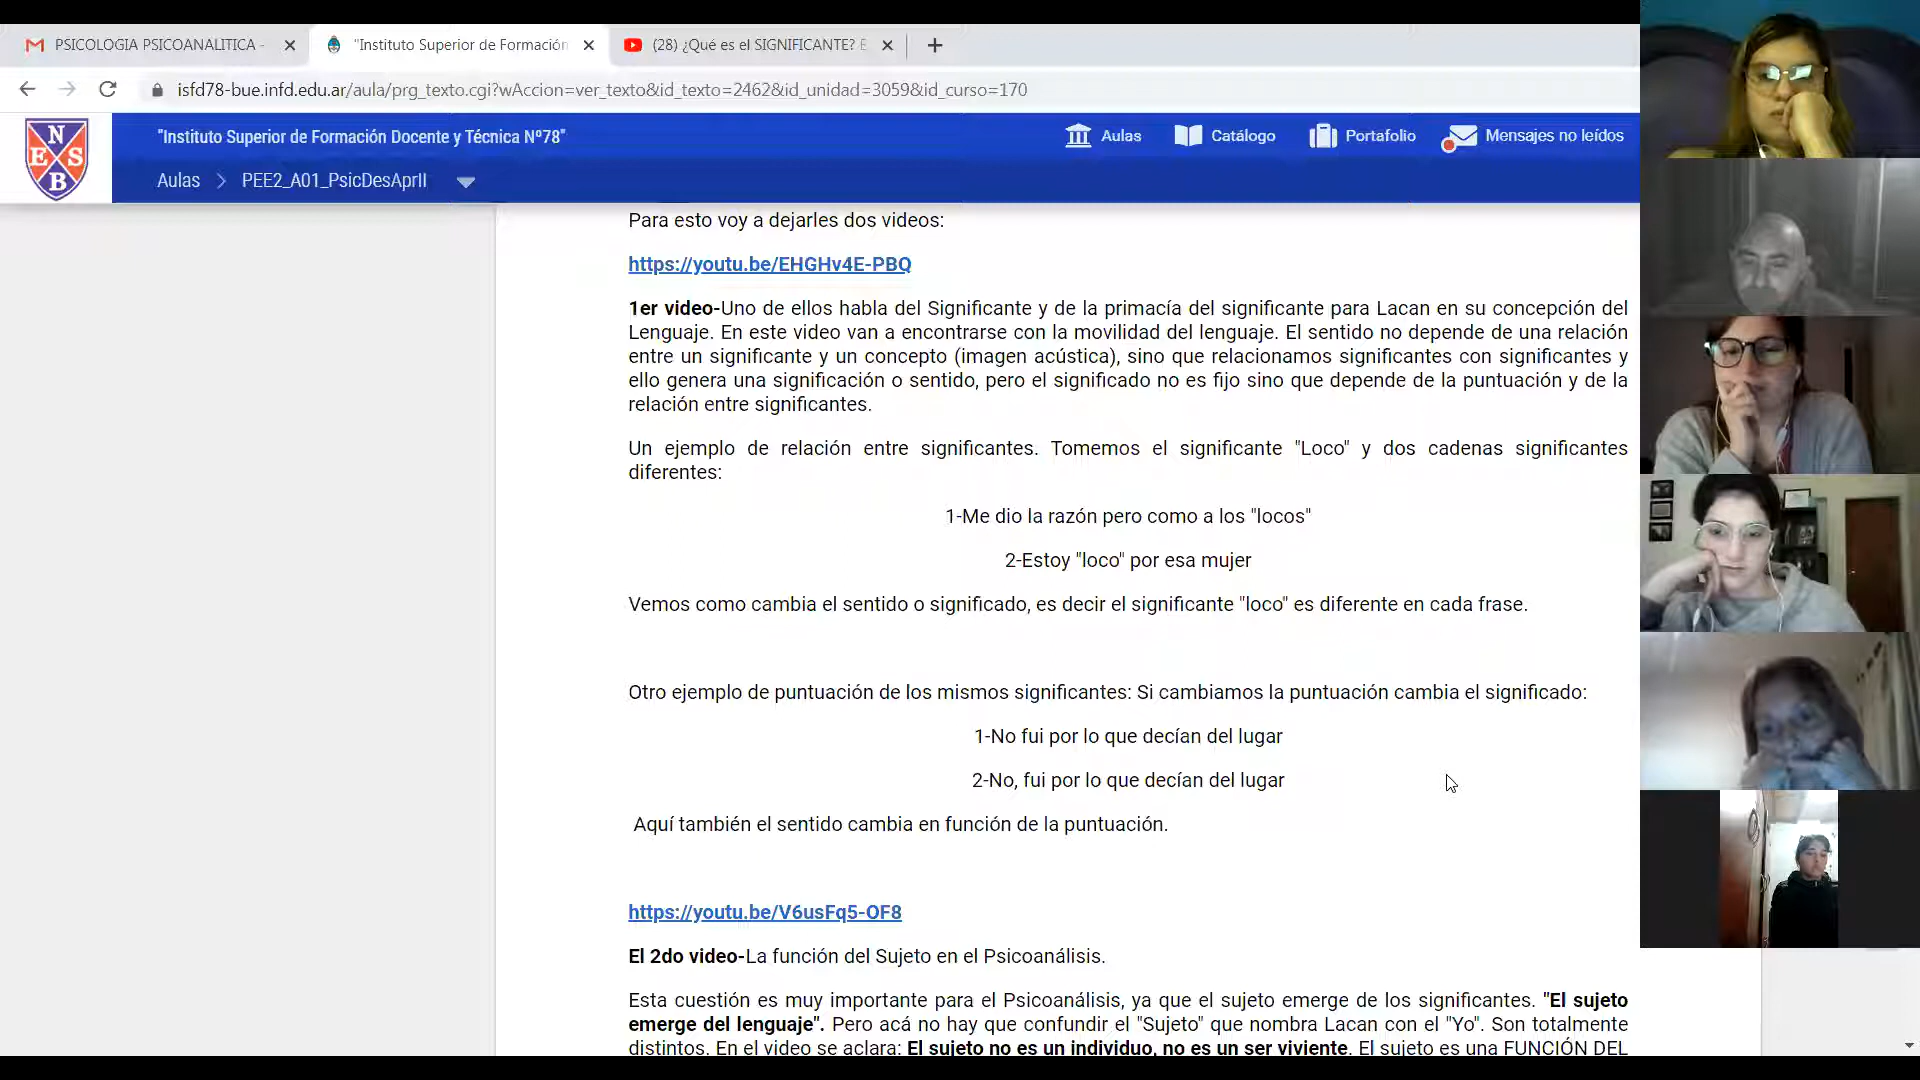 PSICOLOGIA PSICOANALITICA -
"Instituto Superior de Formación
(28) ¿Qué es el SIGNIFICANTE? E
isfd78-bue.infd.edu.ar/aula/prg_texto.cgi?wAccion=ver_texto&id_texto=2462&id_unidad=3059&id_curso=170
N
E S
B
"Instituto Superior de Formación Docente y Técnica Nº78"
Aulas
Catálogo
Portafolio
Mensajes no leídos
Aulas
PEE2_A01_PsicDesAprII
Para esto voy a dejarles dos videos:
https://youtu.be/EHGHv4E-PBQ
1er video-Uno de ellos habla del Significante y de la primacía del significante para Lacan en su concepción del
Lenguaje. En este video van a encontrarse con la movilidad del lenguaje. El sentido no depende de una relación
entre un significante y un concepto (imagen acústica), sino que relacionamos significantes con significantes y
ello genera una significación o sentido, pero el significado no es fijo sino que depende de la puntuación y de la
relación entre significantes.
Un ejemplo de relación entre significantes. Tomemos el significante "Loco" y dos cadenas significantes
diferentes:
1-Me dio la razón pero como a los "locos"
2-Estoy "loco" por esa mujer
Vemos como cambia el sentido o significado, es decir el significante "loco" es diferente en cada frase.
Otro ejemplo de puntuación de los mismos significantes: Si cambiamos la puntuación cambia el significado:
1-No fui por lo que decían del lugar
2-No, fui por lo que decían del lugar
Aquí también el sentido cambia en función de la puntuación.
https://youtu.be/V6usFq5-OF8
El 2do video-La función del Sujeto en el Psicoanálisis.
Esta cuestión es muy importante para el Psicoanálisis, ya que el sujeto emerge de los significantes. "El sujeto
emerge del lenguaje". Pero acá no hay que confundir el "Sujeto" que nombra Lacan con el "Yo". Son totalmente
distintos. En el video se aclara: El sujeto no es un individuo, no es un ser viviente. El sujeto es una FUNCIÓN DEL